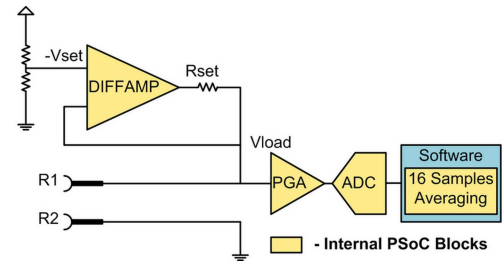 -Vset
DIFFAMP
Rset
Vload
R1
PGA
ADC
Software
16 Samples
Averaging
R2
- Internal PSoC Blocks